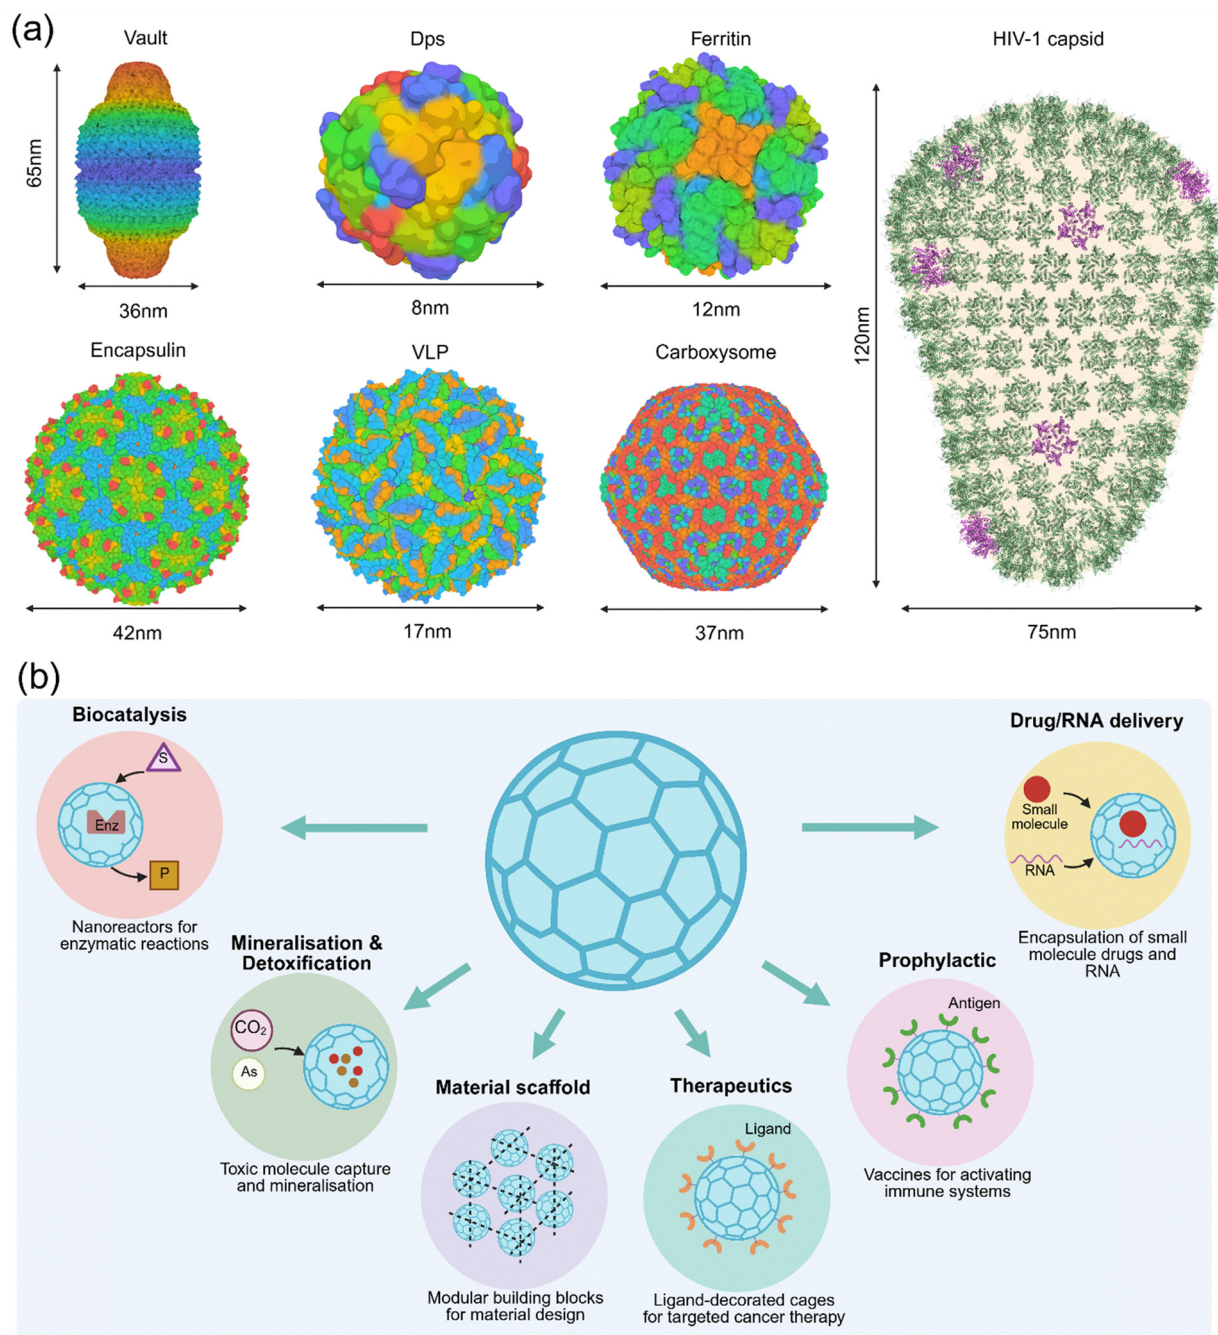 (a)
Vault
Dps
Ferritin
HIV-1 capsid
65nm
36nm
8nm
12nm
120nm
Encapsulin
VLP
Carboxysome
42nm
17nm
37nm
75nm
(b)
Biocatalysis
S
Enz
P
Nanoreactors for
enzymatic reactions
Drug/RNA delivery
Small
molecule
RNA
Encapsulation of small
molecule drugs and
RNA
Mineralisation &
Detoxification
CO₂
As
Toxic molecule capture
and mineralisation
Prophylactic
Antigen
Vaccines for activating
immune systems
Material scaffold
Modular building blocks
for material design
Therapeutics
Ligand
Ligand-decorated cages
for targeted cancer therapy